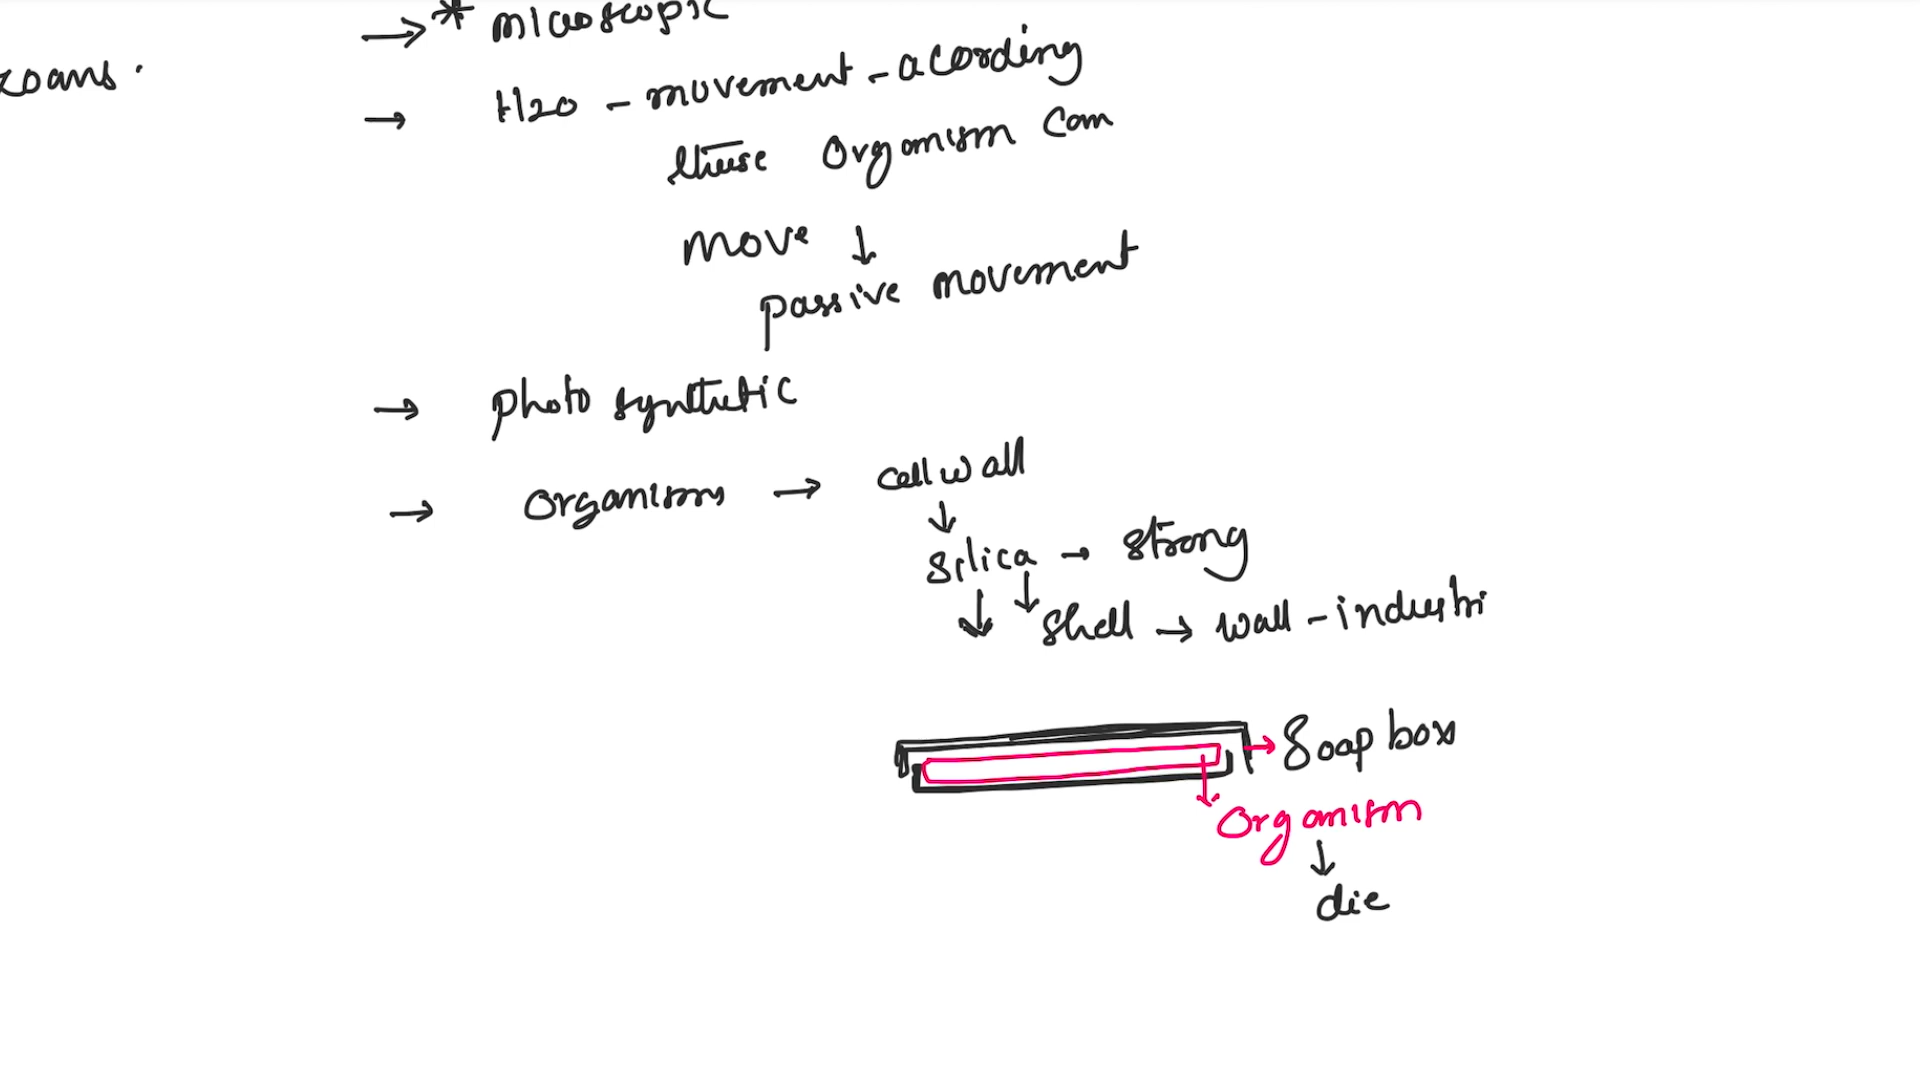 → * microscopic
zoans.
→ H2O - movement - acording
these Organism can
move ↓
passive movement
→ photo synthetic
→ Organisms → cell wall
↓
Silica → strong
↓ ↓ Shell → wall - industri
→ Soap box
Organism
↓
die